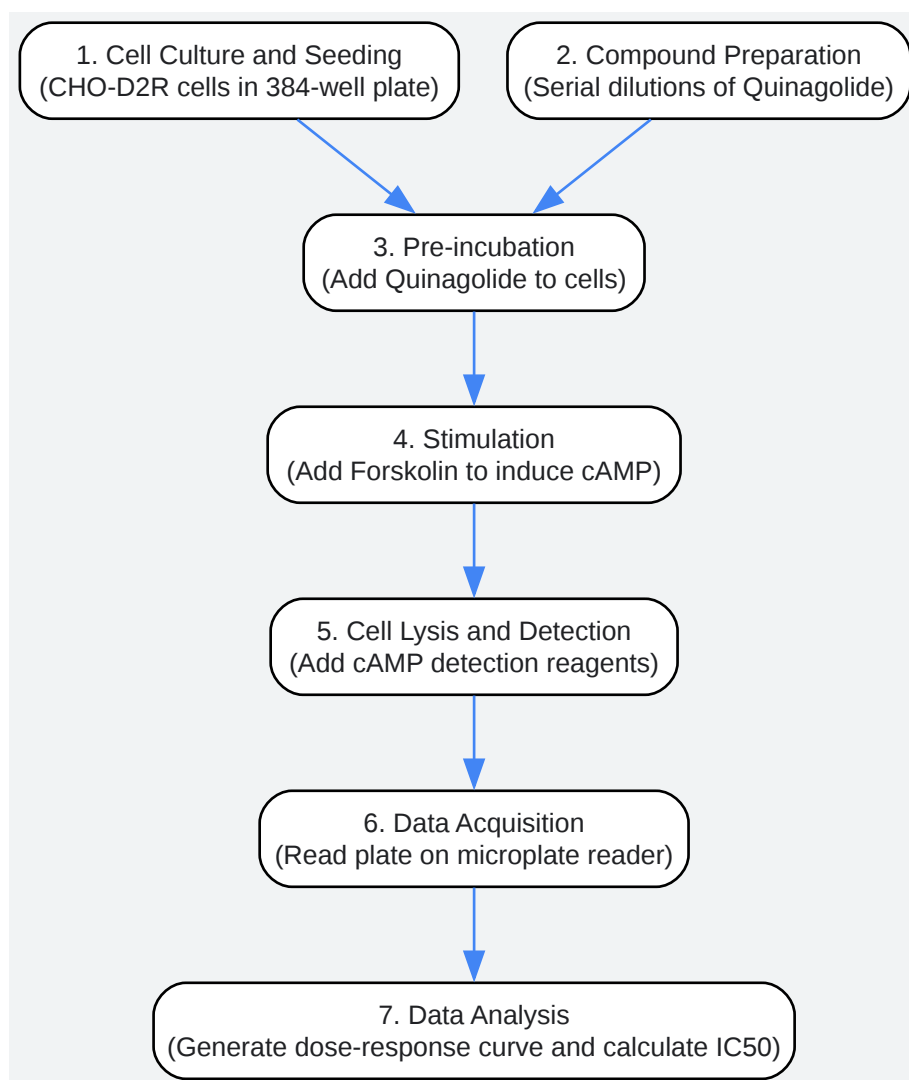 1. Cell Culture and Seeding
(CHO-D2R cells in 384-well plate)
2. Compound Preparation
(Serial dilutions of Quinagolide)
3. Pre-incubation
(Add Quinagolide to cells)
4. Stimulation
(Add Forskolin to induce cAMP)
5. Cell Lysis and Detection
(Add cAMP detection reagents)
6. Data Acquisition
(Read plate on microplate reader)
7. Data Analysis
(Generate dose-response curve and calculate IC50)